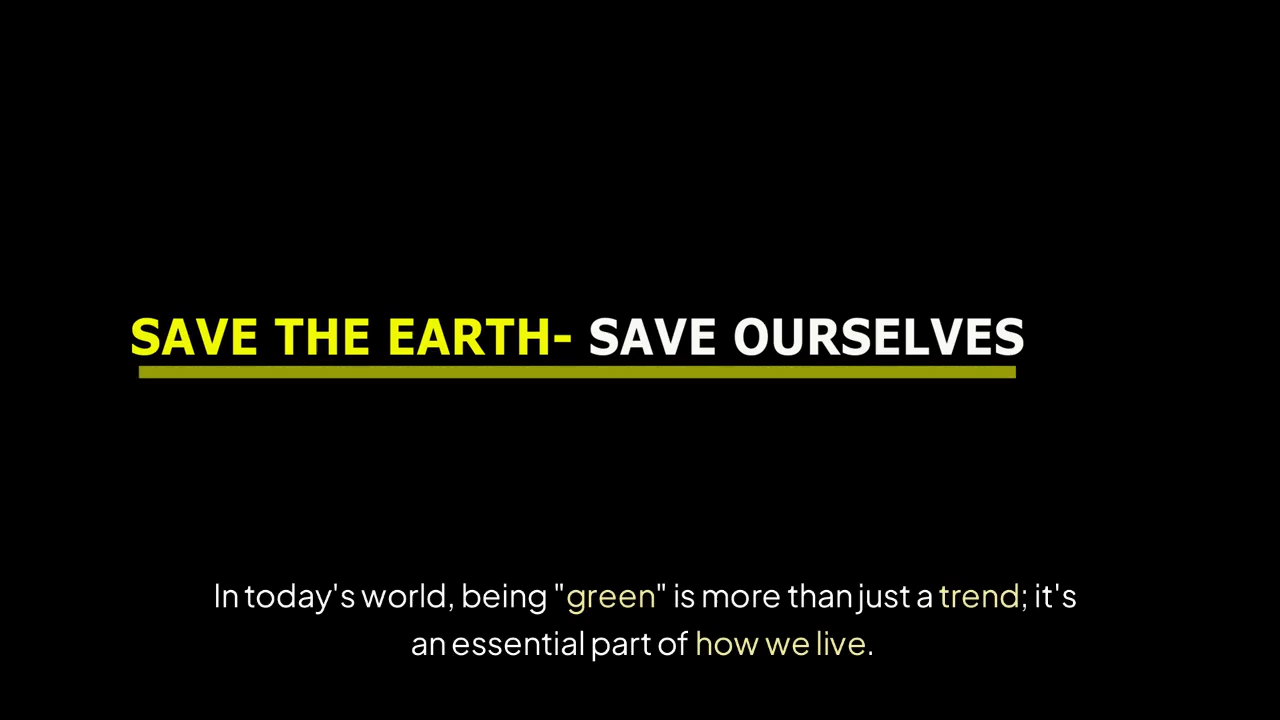 SAVE THE EARTH- SAVE OURSELVES
In today's world, being "green" is more than just a trend; it's
an essential part of how we live.